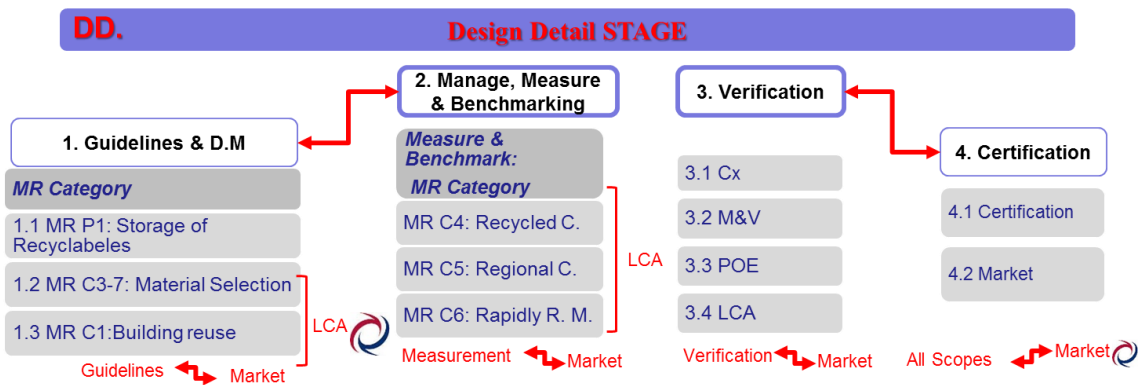 DD.
Design Detail STAGE
1. Guidelines & D.M
MR Category
1.1 MR P1: Storage of
Recyclabeles
1.2 MR C3-7: Material Selection
1.3 MR C1:Building reuse
LCA
Guidelines
Market
2. Manage, Measure
& Benchmarking
Measure &
Benchmark:
MR Category
MR C4: Recycled C.
MR C5: Regional C.
MR C6: Rapidly R. M.
LCA
Measurement
Market
3. Verification
3.1 Cx
3.2 M&V
3.3 POE
3.4 LCA
Verification
Market
4. Certification
4.1 Certification
4.2 Market
All Scopes
Market